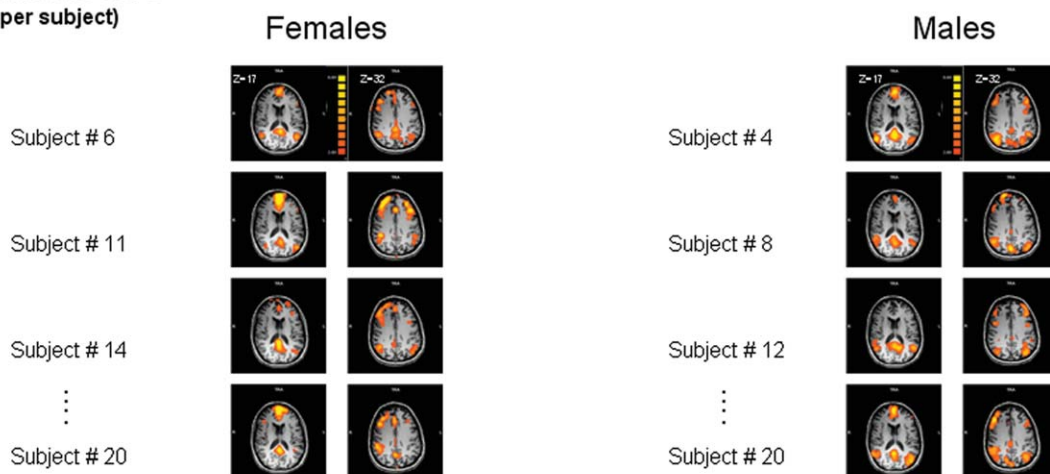 per subject)
Females
Males
Z=17
Z=32
Z=17
Z=32
Subject # 6
Subject # 4
Subject # 11
Subject # 8
Subject # 14
Subject # 12
Subject # 20
Subject # 20